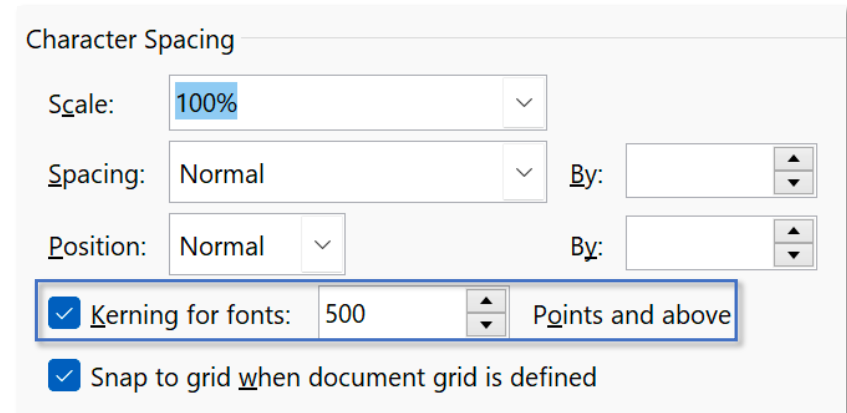 Character Spacing
Scale: 100%
Spacing: Normal By:
Position: Normal By:
Kerning for fonts: 500 Points and above
Snap to grid when document grid is defined